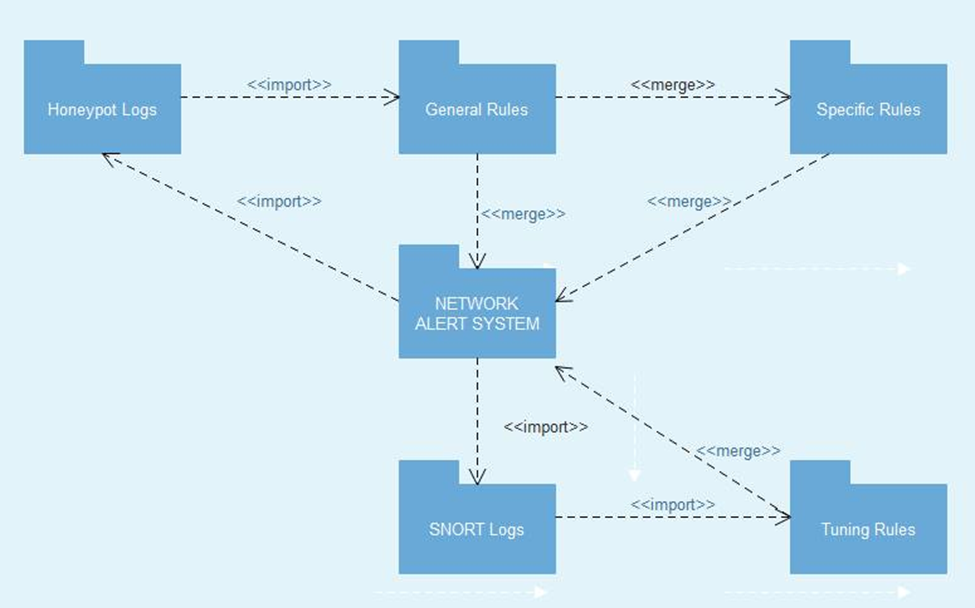 <<import>>
<<merge>>
Honeypot Logs
General Rules
Specific Rules
<<import>>
<<merge>>
<<merge>>
NETWORK
ALERT SYSTEM
<<import>>
<<merge>>
<<import>>
SNORT Logs
Tuning Rules